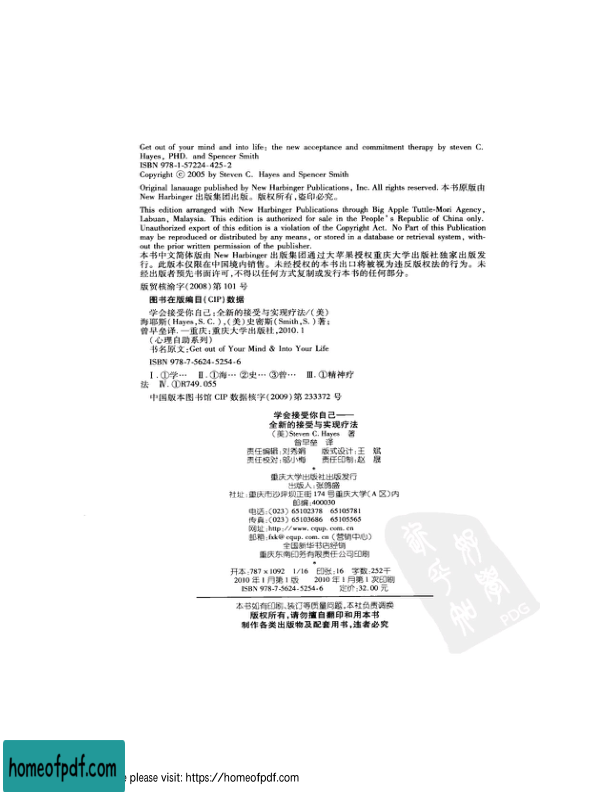 Get out of your mind and into life: the new acceptance and commitment therapy by steven C.
Hayes, PHD. and Spencer Smith
ISBN 978-1-57224-425-2
Copyright ⓒ 2005 by Steven C. Hayes and Spencer Smith
Original lanauage published by New Harbinger Publications, Inc. All rights reserved. 本书原版由
New Harbinger 出版集团出版。版权所有,盗印必究。
This edition arranged with New Harbinger Publications through Big Apple Tuttle-Mori Agency,
Labuan, Malaysia. This edition is authorized for sale in the People's Republic of China only.
Unauthorized export of this edition is a violation of the Copyright Act. No Part of this Publication
may be reproduced or distributed by any means, or stored in a database or retrieval system, with-
out the prior written permission of the publisher.
本书中文简体版由 New Harbinger 出版集团通过大苹果授权重庆大学出版社独家出版发
行。此版本仅限在中国境内销售。未经授权的本书出口将被视为违反版权法的行为。未
经出版者预先书面许可,不得以任何方式复制或发行本书的任何部分。
版贸核渝字(2008)第 101 号
图书在版编目(CIP)数据
学会接受你自己:全新的接受与实现疗法/(美)
海耶斯(Hayes,S.C.),(美)史密斯(Smith,S.)著;
曾早垒译.—重庆:重庆大学出版社,2010.1
(心理自助系列)
书名原文:Get out of Your Mind & Into Your Life
ISBN 978-7-5624-5254-6
Ⅰ.①学… Ⅱ.①海… ②史… ③曾… Ⅲ.①精神疗
法 Ⅳ.①R749.055
中国版本图书馆 CIP 数据核字(2009)第 233372 号
学会接受你自己——
全新的接受与实现疗法
(美)Steven C. Hayes 著
曾早垒 译
责任编辑:刘秀娟 版式设计:王 斌
责任校对:邹小梅 责任印制:赵 晟
*
重庆大学出版社出版发行
出版人:张鸽盛
社址:重庆市沙坪坝正街 174 号重庆大学(A 区)内
邮编:400030
电话:(023) 65102378 65105781
传真:(023) 65103686 65105565
网址:http://www.cqup.com.cn
邮箱:fxk@cqup.com.cn (营销中心)
全国新华书店经销
重庆东南印务有限责任公司印刷
*
开本:787×1092 1/16 印张:16 字数:252千
2010 年 1 月第 1 版 2010 年 1 月第 1 次印刷
ISBN 978-7-5624-5254-6 定价:32.00 元
本书如有印刷、装订等质量问题,本社负责调换
版权所有,请勿擅自翻印和用本书
制作各类出版物及配套用书,违者必究
PDG
homeofpdf.com
please visit: https://homeofpdf.com